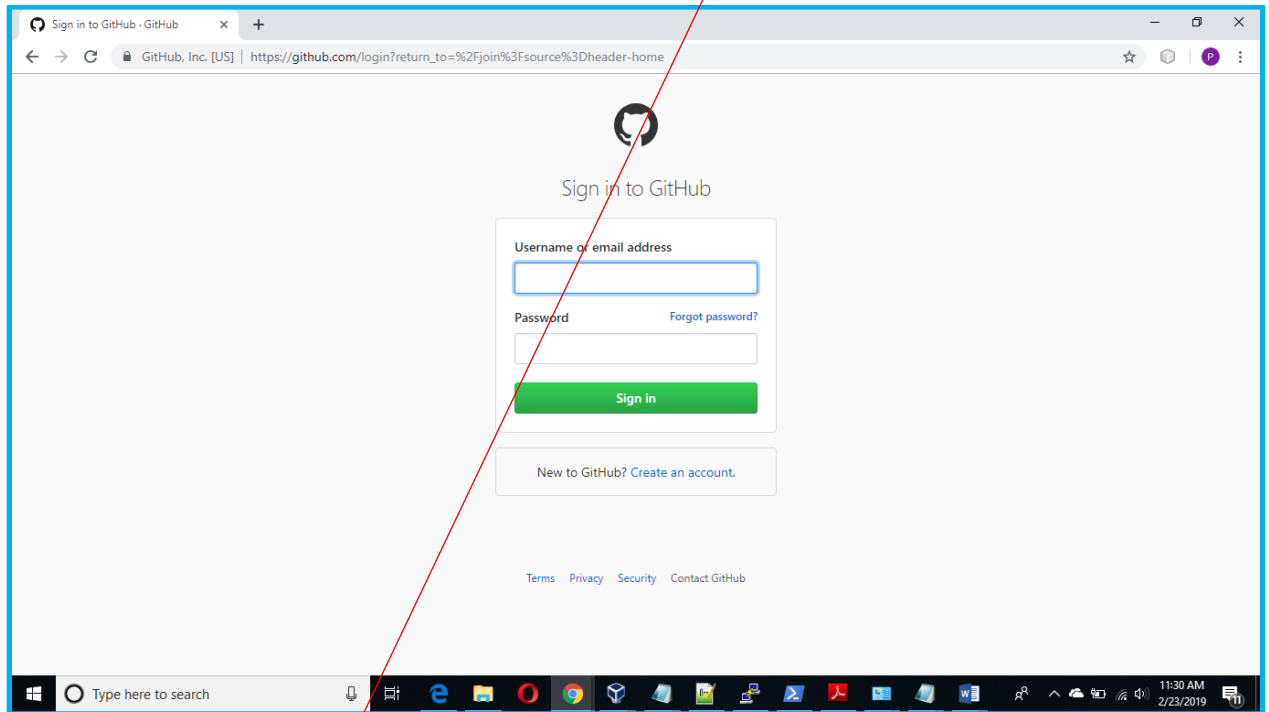 Sign in to GitHub · GitHub
GitHub, Inc. [US] | https://github.com/login?return_to=%2Fjoin%3Fsource%3Dheader-home
P
Sign in to GitHub
Username or email address
Password Forgot password?
Sign in
New to GitHub? Create an account.
Terms Privacy Security Contact GitHub
Type here to search
11:30 AM
2/23/2019
11